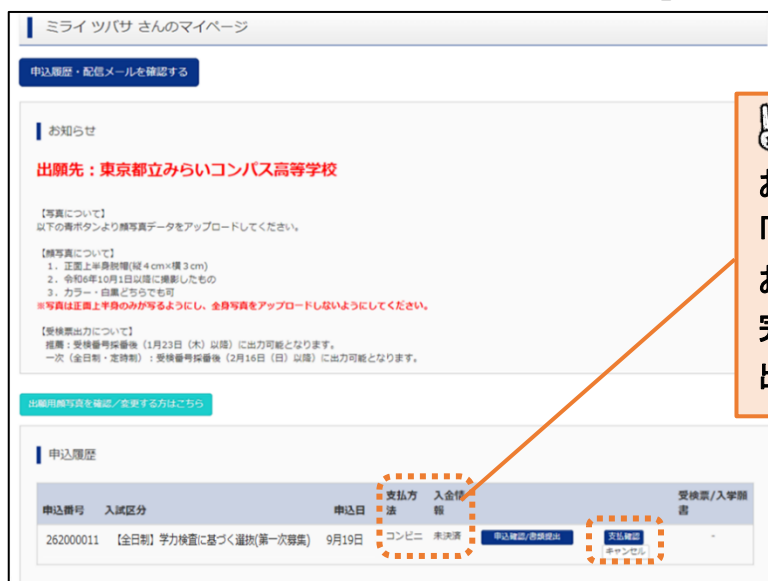 ミライ ツバサ さんのマイページ
申込履歴・配信メールを確認する
お知らせ
出願先：東京都立みらいコンパス高等学校
【写真について】
以下の青ボタンより顔写真データをアップロードしてください。
【顔写真について】
1．正面上半身脱帽(縦４cm×横３cm)
2．令和6年10月1日以降に撮影したもの
3．カラー・白黒どちらでも可
※写真は正面上半身のみが写るようにし、全身写真をアップロードしないようにしてください。
【受検票出力について】
推薦：受検番号採番後（1月23日（木）以降）に出力可能となります。
一次（全日制・定時制）：受検番号採番後（2月16日（日）以降）に出力可能となります。
出願用顔写真を確認／変更する方はこちら
申込履歴
申込番号 入試区分 申込日 支払方法 入金情報 受検票/入学願書
262000011 【全日制】学力検査に基づく選抜(第一次募集) 9月19日 コンビニ 未決済 申込確認/書類提出 支払確認 -
キャンセル
お
「
お